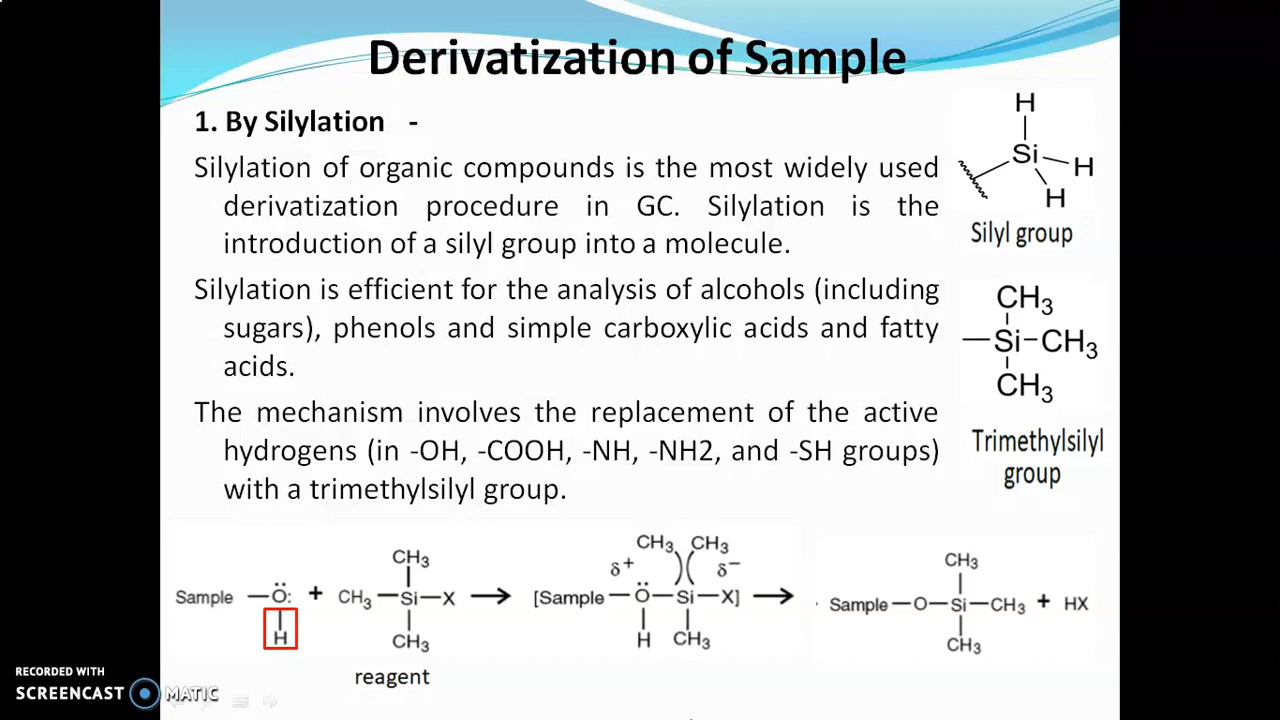 Derivatization of Sample
1. By Silylation -
Silylation of organic compounds is the most widely used
derivatization procedure in GC. Silylation is the
introduction of a silyl group into a molecule.
Silylation is efficient for the analysis of alcohols (including
sugars), phenols and simple carboxylic acids and fatty
acids.
The mechanism involves the replacement of the active
hydrogens (in -OH, -COOH, -NH, -NH2, and -SH groups)
with a trimethylsilyl group.
H
Si
H
H
Silyl group
CH3
Si-CH3
CH3
Trimethylsilyl
group
CH3
Sample —Ö: + CH3—Si—X
H
CH3
reagent
CH3 CH3
δ+ δ−
[Sample—Ö—Si—X]
H CH3
CH3
Sample—O—Si—CH3 + HX
CH3
RECORDED WITH
SCREENCAST MATIC